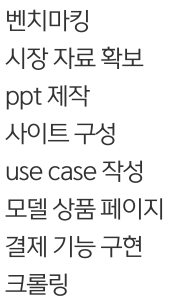 벤치마킹
시장 자료 확보
ppt 제작
사이트 구성
use case 작성
모델 상품 페이지
결제 기능 구현
크롤링